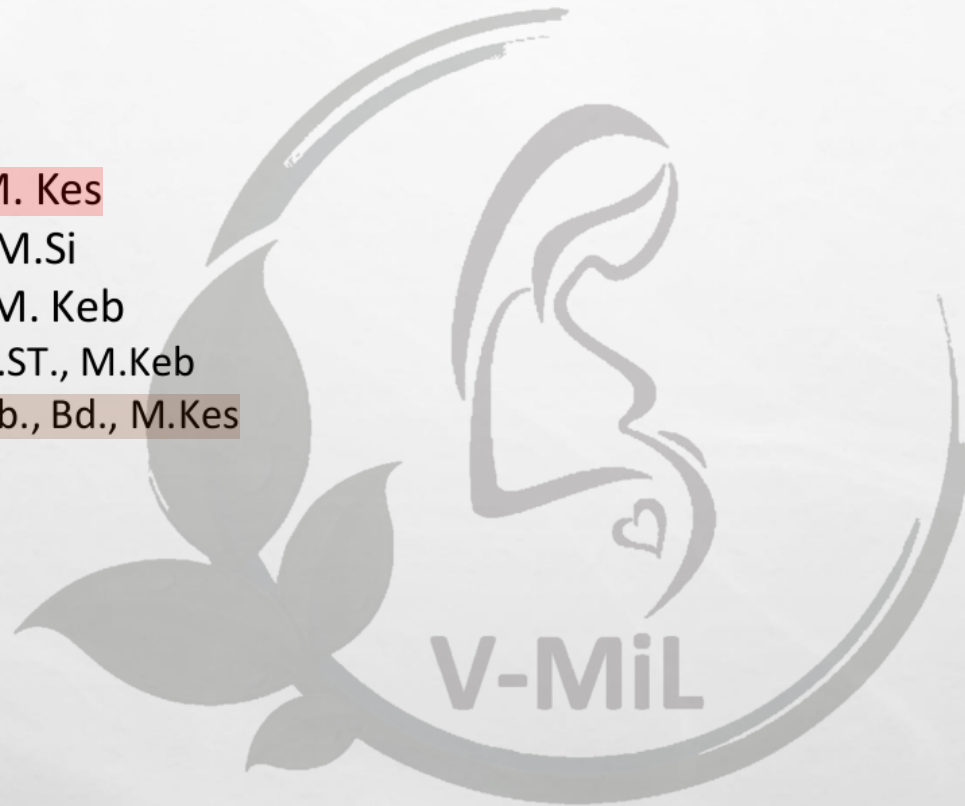 M. Kes
M.Si
M. Keb
.ST., M.Keb
b., Bd., M.Kes
V-MiL